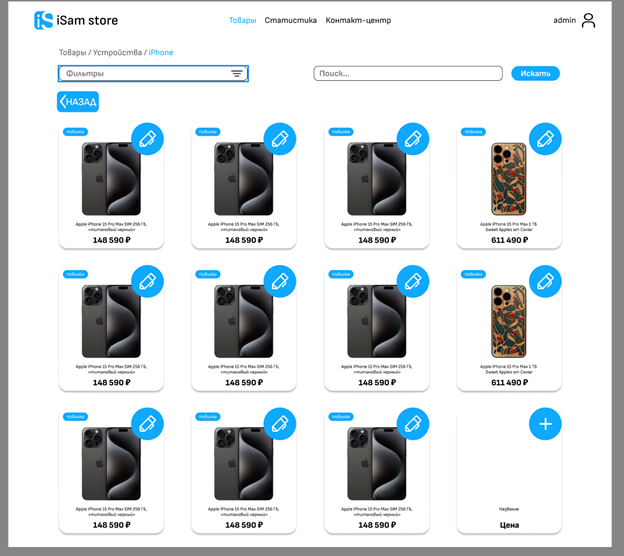 iS iSam store
Товары Статистика Контакт-центр
admin
Товары / Устройства / iPhone
Фильтры
Поиск...
Искать
НАЗАД
Новинка Новинка Новинка Новинка
Apple iPhone 15 Pro Max SIM 256 ГБ,
«титановый черный»
148 590 ₽
Apple iPhone 15 Pro Max SIM 256 ГБ,
«титановый черный»
148 590 ₽
Apple iPhone 15 Pro Max SIM 256 ГБ,
«титановый черный»
148 590 ₽
Apple iPhone 15 Pro Max 1 ТБ
Sweet Apples от Caviar
611 490 ₽
Новинка Новинка Новинка Новинка
Apple iPhone 15 Pro Max SIM 256 ГБ,
«титановый черный»
148 590 ₽
Apple iPhone 15 Pro Max SIM 256 ГБ,
«титановый черный»
148 590 ₽
Apple iPhone 15 Pro Max SIM 256 ГБ,
«титановый черный»
148 590 ₽
Apple iPhone 15 Pro Max 1 ТБ
Sweet Apples от Caviar
611 490 ₽
Новинка Новинка Новинка
Apple iPhone 15 Pro Max SIM 256 ГБ,
«титановый черный»
148 590 ₽
Apple iPhone 15 Pro Max SIM 256 ГБ,
«титановый черный»
148 590 ₽
Apple iPhone 15 Pro Max SIM 256 ГБ,
«титановый черный»
148 590 ₽
Цена